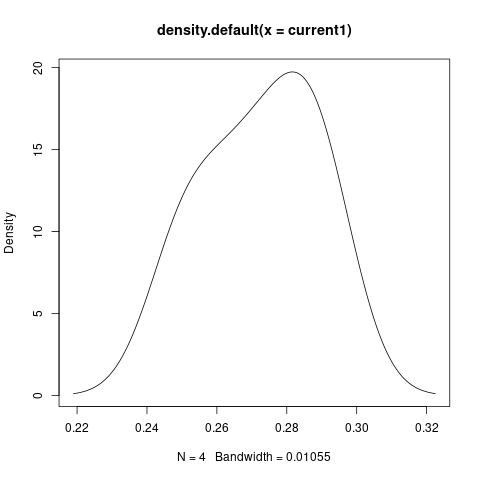 density.default(x = current1)
Density
20
15
10
5
0
0.22 0.24 0.26 0.28 0.30 0.32
N = 4 Bandwidth = 0.01055